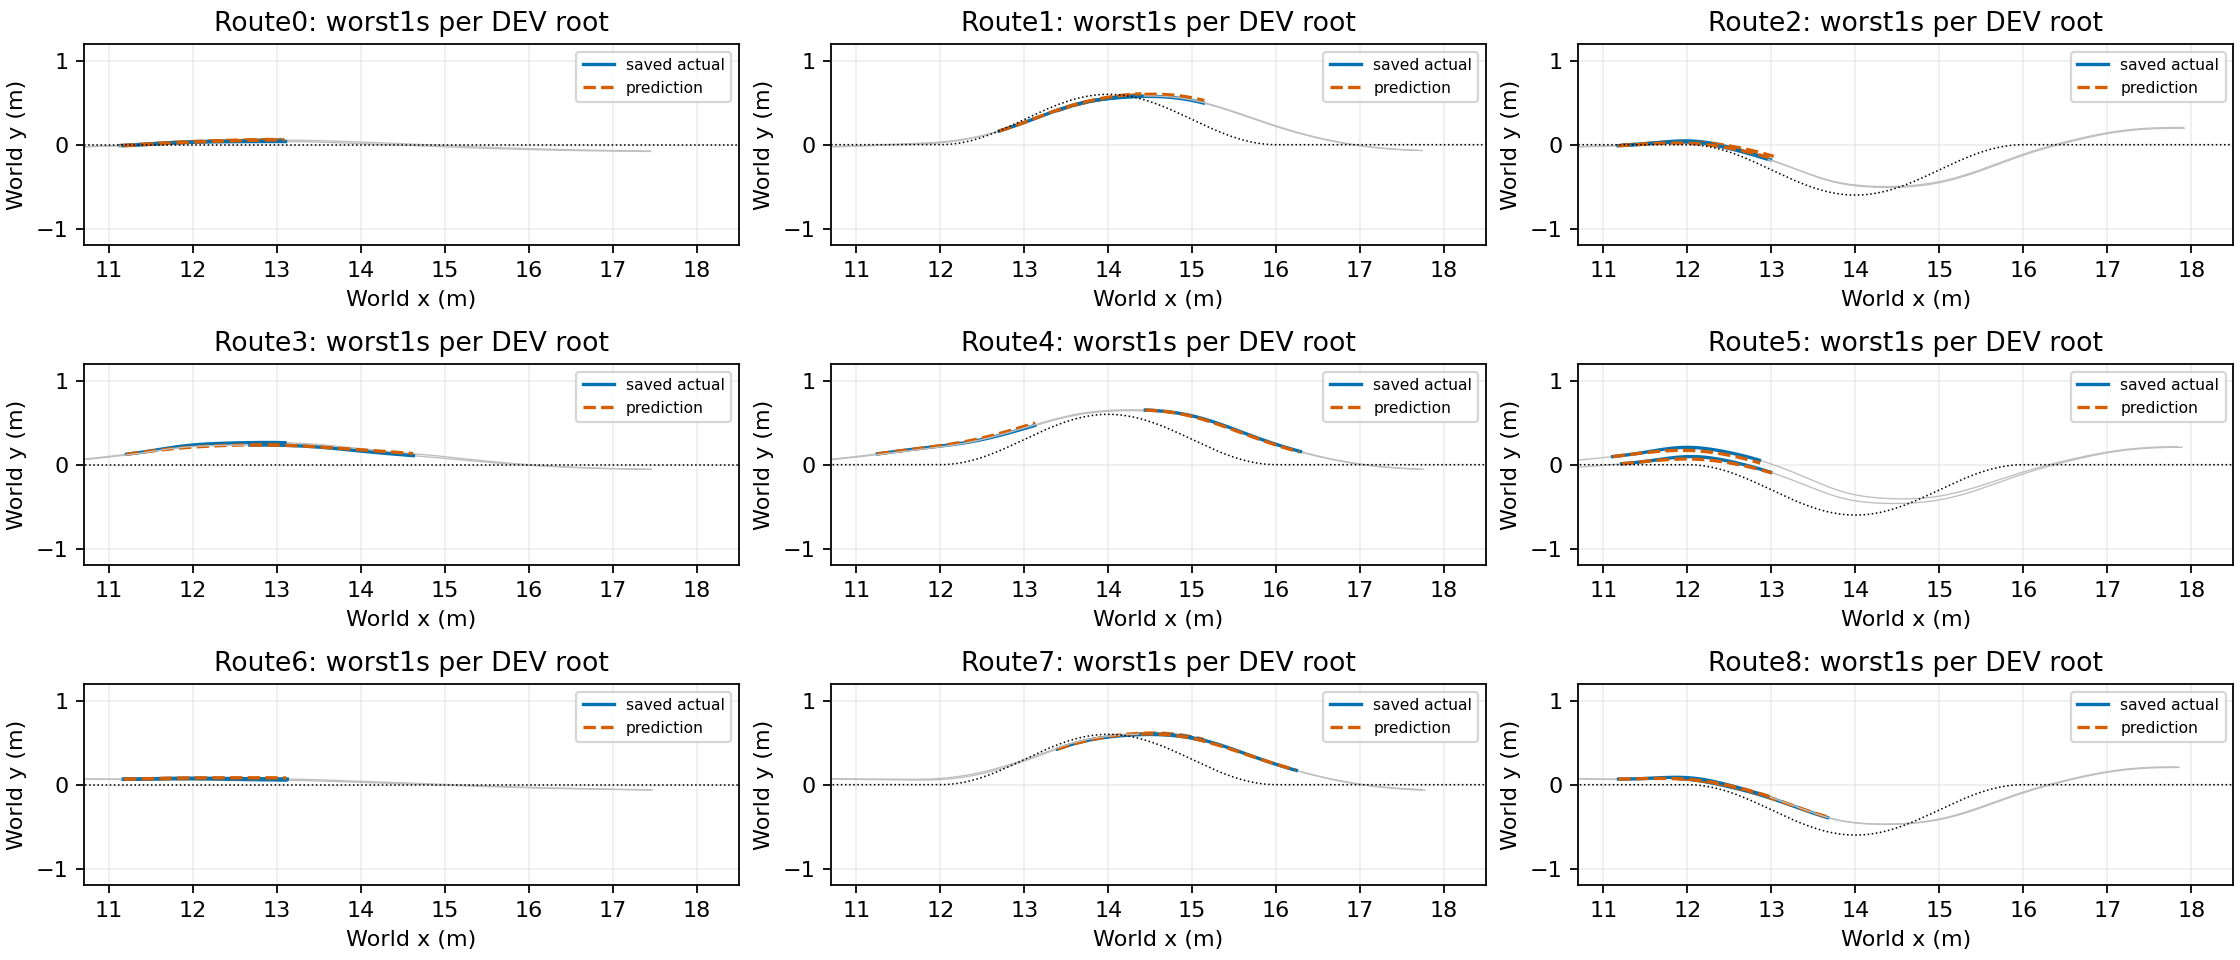 Route0: worst1s per DEV root
Route1: worst1s per DEV root
Route2: worst1s per DEV root
World y (m)
1
0
−1
saved actual
prediction
11 12 13 14 15 16 17 18
World x (m)
World y (m)
1
0
−1
saved actual
prediction
11 12 13 14 15 16 17 18
World x (m)
World y (m)
1
0
−1
saved actual
prediction
11 12 13 14 15 16 17 18
World x (m)
Route3: worst1s per DEV root
Route4: worst1s per DEV root
Route5: worst1s per DEV root
World y (m)
1
0
−1
saved actual
prediction
11 12 13 14 15 16 17 18
World x (m)
World y (m)
1
0
−1
saved actual
prediction
11 12 13 14 15 16 17 18
World x (m)
World y (m)
1
0
−1
saved actual
prediction
11 12 13 14 15 16 17 18
World x (m)
Route6: worst1s per DEV root
Route7: worst1s per DEV root
Route8: worst1s per DEV root
World y (m)
1
0
−1
saved actual
prediction
11 12 13 14 15 16 17 18
World x (m)
World y (m)
1
0
−1
saved actual
prediction
11 12 13 14 15 16 17 18
World x (m)
World y (m)
1
0
−1
saved actual
prediction
11 12 13 14 15 16 17 18
World x (m)